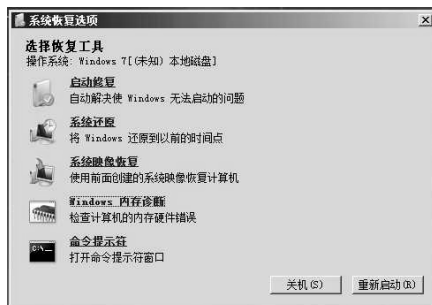 系统恢复选项
选择恢复工具
操作系统: Windows 7[(未知) 本地磁盘]
启动修复
自动解决使 Windows 无法启动的问题
系统还原
将 Windows 还原到以前的时间点
系统映像恢复
使用前面创建的系统映像恢复计算机
Windows 内存诊断
检查计算机的内存硬件错误
C:\_
命令提示符
打开命令提示符窗口
关机(S) 重新启动(R)